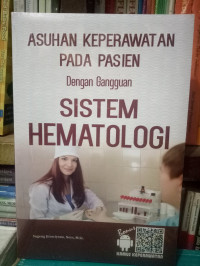 ASUHAN KEPERAWATAN
PADA PASIEN
Dengan Gangguan
SISTEM
HEMATOLOGI